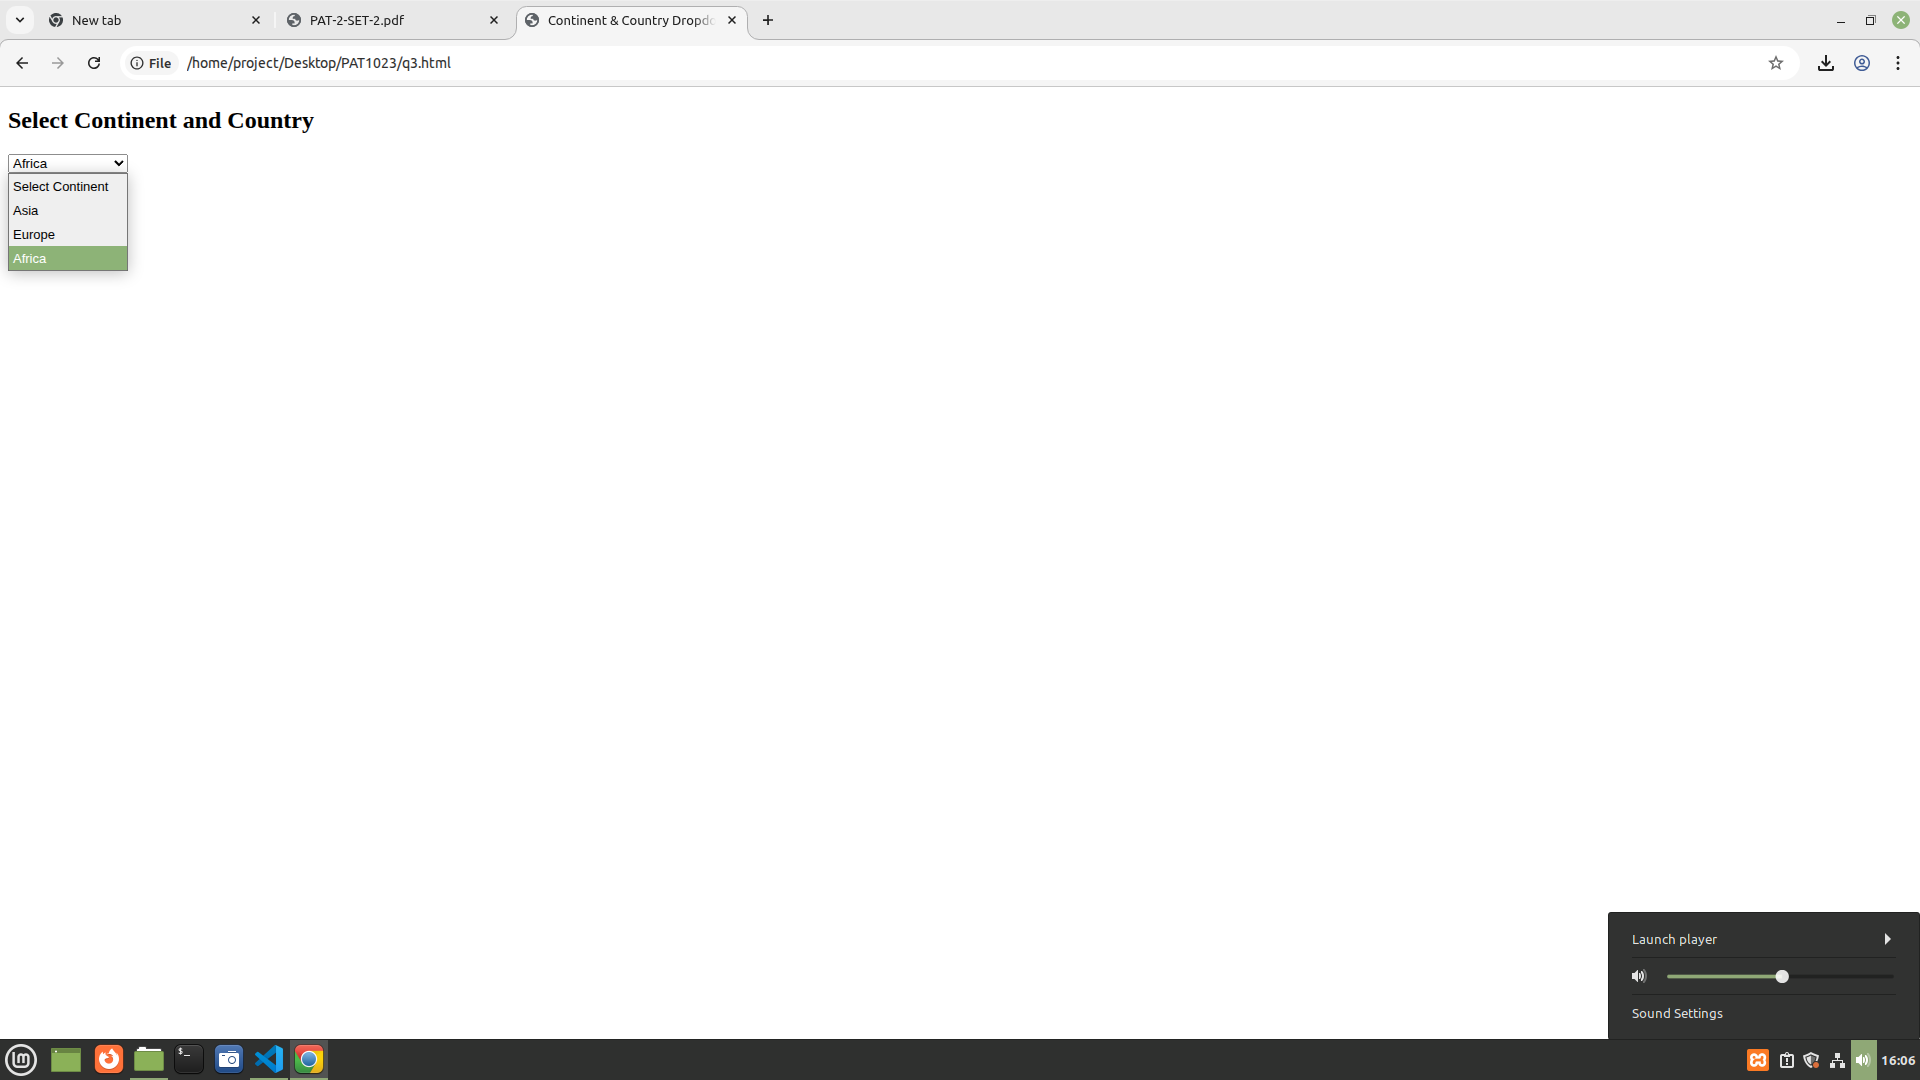 New tab
PAT-2-SET-2.pdf
Continent & Country Dropd
File
/home/project/Desktop/PAT1023/q3.html
Select Continent and Country
Africa
Select Continent
Asia
Europe
Africa
Launch player
Sound Settings
16:06